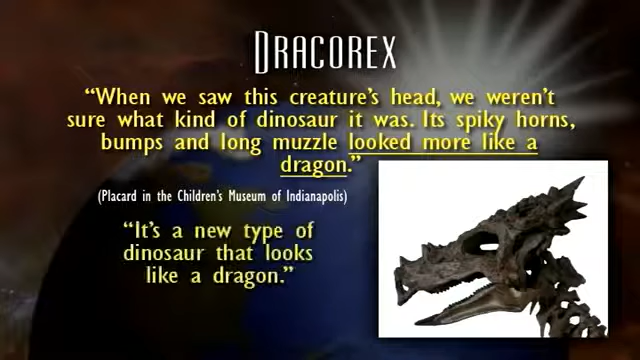 DRACOREX
“When we saw this creature’s head, we weren’t
sure what kind of dinosaur it was. Its spiky horns,
bumps and long muzzle looked more like a
dragon.”
(Placard in the Children’s Museum of Indianapolis)
“It’s a new type of
dinosaur that looks
like a dragon.”